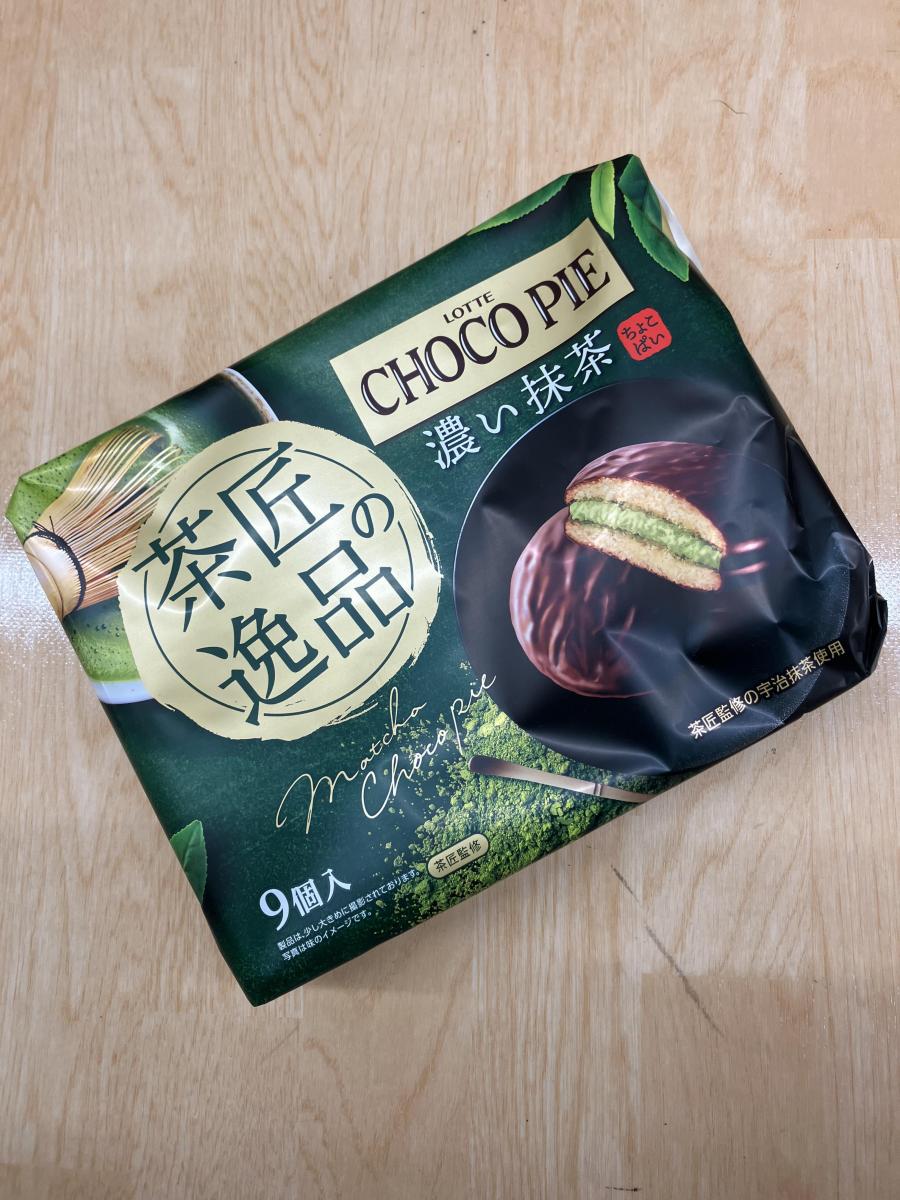 LOTTE
CHOCO PIE
濃い抹茶
ちょこ
ぱい
茶匠の
逸品
Matcha
Chocopie
茶匠監修の宇治抹茶使用
茶匠監修
9個入
製品は、少し大きめに撮影されております。
写真は味のイメージです。